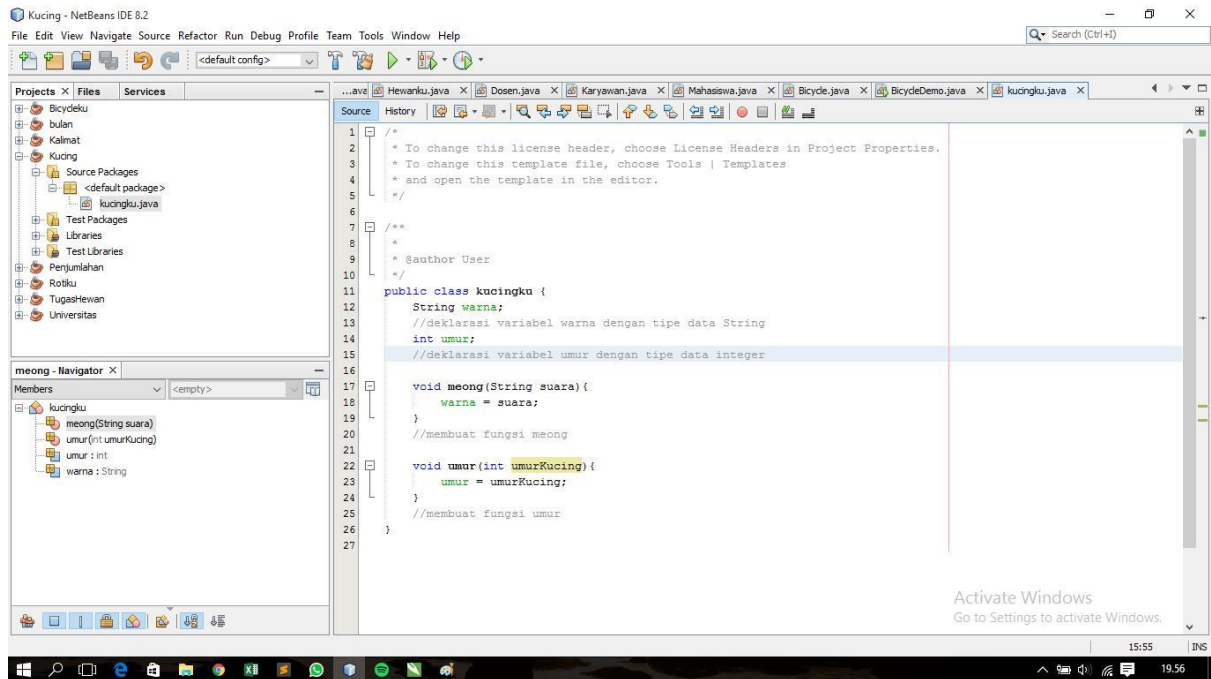 Kucing - NetBeans IDE 8.2
File Edit View Navigate Source Refactor Run Debug Profile Team Tools Window Help
Search (Ctrl+I)
<default config>
Projects Files Services
...ava Hewanku.java Dosen.java Karyawan.java Mahasiswa.java Bicycle.java BicycleDemo.java kucingku.java
Source History
Bicycleku
bulan
Kalimat
Kucing
Source Packages
<default package>
kucingku.java
Test Packages
Libraries
Test Libraries
Penjumlahan
Rotiku
TugasHewan
Universitas
meong - Navigator
Members <empty>
kucingku
meong(String suara)
umur(int umurKucing)
umur : int
warna : String
1 /*
2 * To change this license header, choose License Headers in Project Properties.
3 * To change this template file, choose Tools | Templates
4 * and open the template in the editor.
5 */
6
7 /**
8 *
9 * @author User
10 */
11 public class kucingku {
12 String warna;
13 //deklarasi variabel warna dengan tipe data String
14 int umur;
15 //deklarasi variabel umur dengan tipe data integer
16
17 void meong(String suara){
18 warna = suara;
19 }
20 //membuat fungsi meong
21
22 void umur(int umurKucing){
23 umur = umurKucing;
24 }
25 //membuat fungsi umur
26 }
27
Activate Windows
Go to Settings to activate Windows.
15:55 INS
19.56